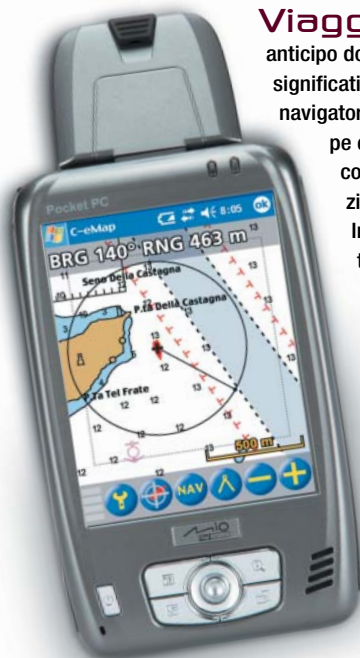 Viagg
anticipo do
significati
navigator
pe
co
zi
In
t
Pocket PC
C-eMap 8:05 ok
BRG 140° RNG 463 m
Seno Della Castagna
P.ta Della Castagna
P.ta Tel Frate
500 m
NAV
Mio